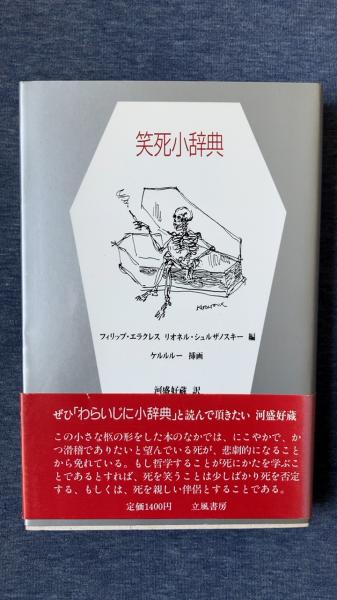 笑死小辞典
フィリップ・エラクレス リオネル・シュルザノスキー 編
ケルルルー 挿画
河盛好蔵 訳
ぜひ「わらいじに小辞典」と読んで頂きたい 河盛好蔵
この小さな柩の形をした本のなかでは、にこやかで、か
つ滑稽でありたいと望んでいる死が、悲劇的になること
から免れている。もし哲学することが死にかたを学ぶこ
とであるとすれば、死を笑うことは少しばかり死を否定
する、もしくは、死を親しい伴侶とすることである。
定価1400円 立風書房